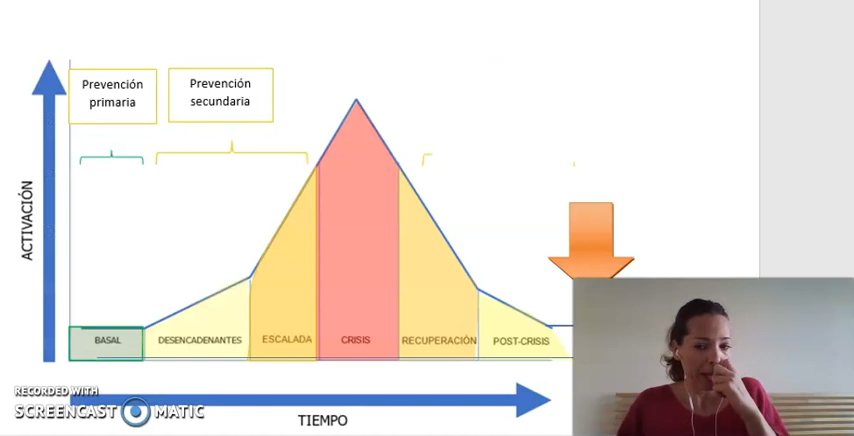 Prevención
primaria
Prevención
secundaria
ACTIVACIÓN
BASAL
DESENCADENANTES
ESCALADA
CRISIS
RECUPERACIÓN
POST-CRISIS
RECORDED WITH
SCREENCAST MATIC
TIEMPO